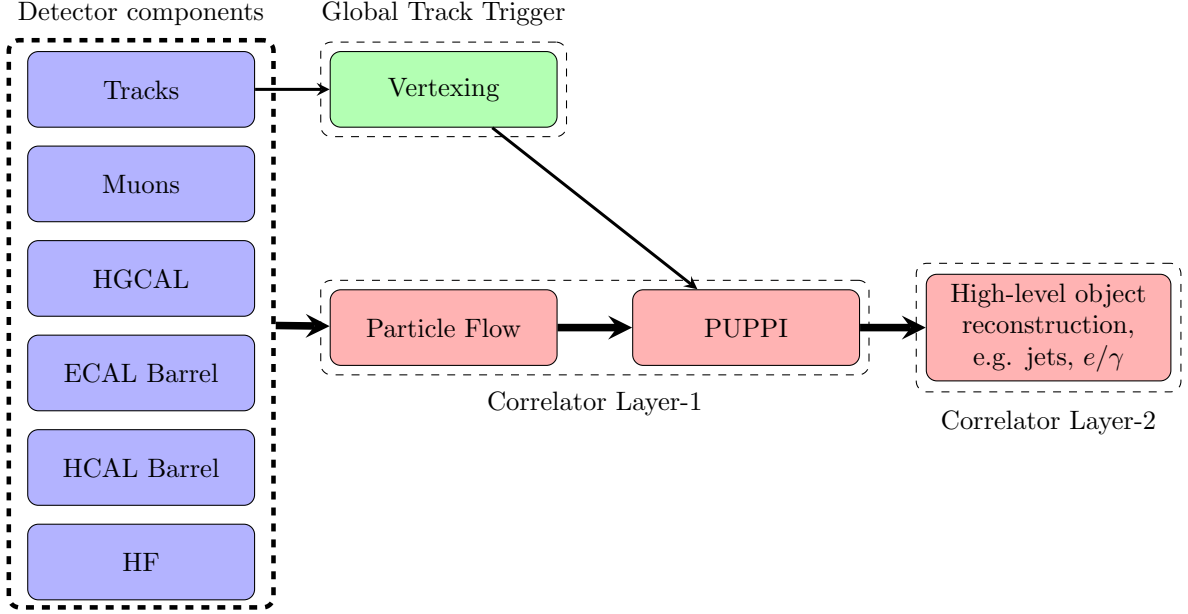 Detector components
Global Track Trigger
Tracks
Vertexing
Muons
HGCAL
ECAL Barrel
HCAL Barrel
HF
Particle Flow
PUPPI
Correlator Layer-1
High-level object
reconstruction,
e.g. jets, e/γ
Correlator Layer-2